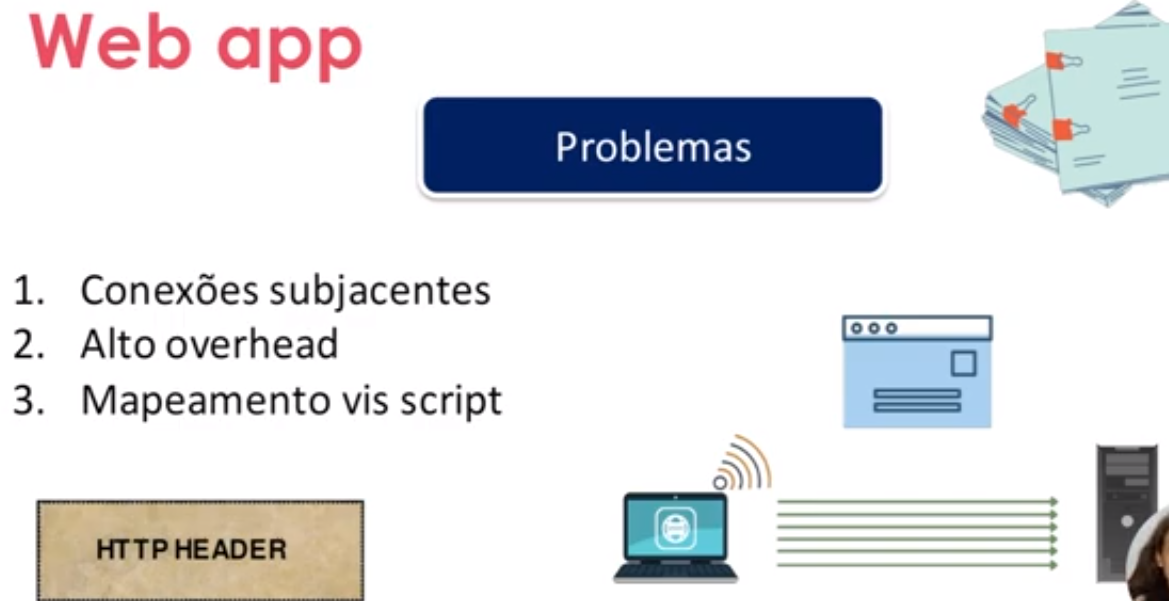 Web app
Problemas
1. Conexões subjacentes
2. Alto overhead
3. Mapeamento vis script
HTTP HEADER